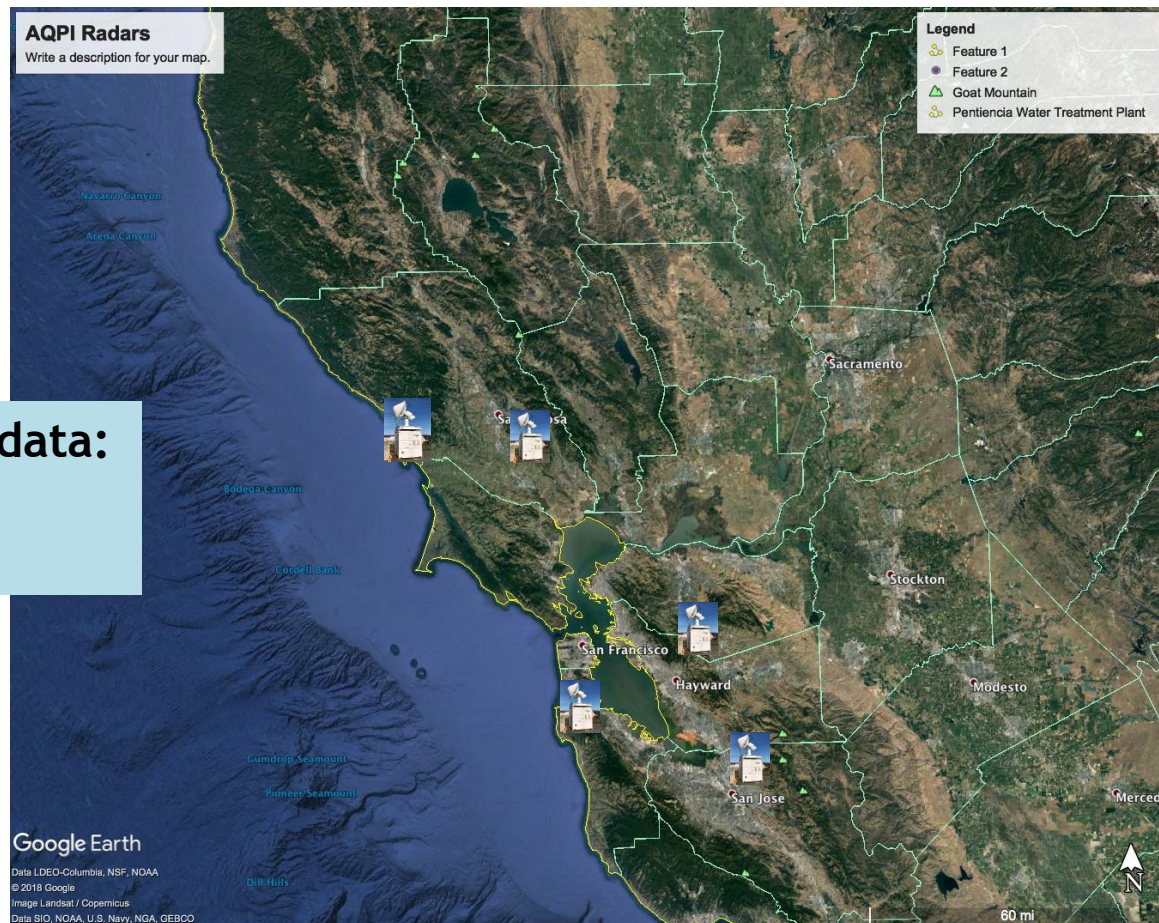 AQPI Radars
Write a description for your map.
Legend
Feature 1
Feature 2
Goat Mountain
Pentiencia Water Treatment Plant
Navarro Canyon
Arena Canyon
Sacramento
data:
Bodega Canyon
Cordell Bank
Stockton
San Francisco
Hayward
Modesto
Gumdrop Seamount
Pioneer Seamount
San Jose
Merced
Google Earth
Data LDEO-Columbia, NSF, NOAA
© 2018 Google
Image Landsat / Copernicus
Data SIO, NOAA, U.S. Navy, NGA, GEBCO
Dill Hills
N
60 mi